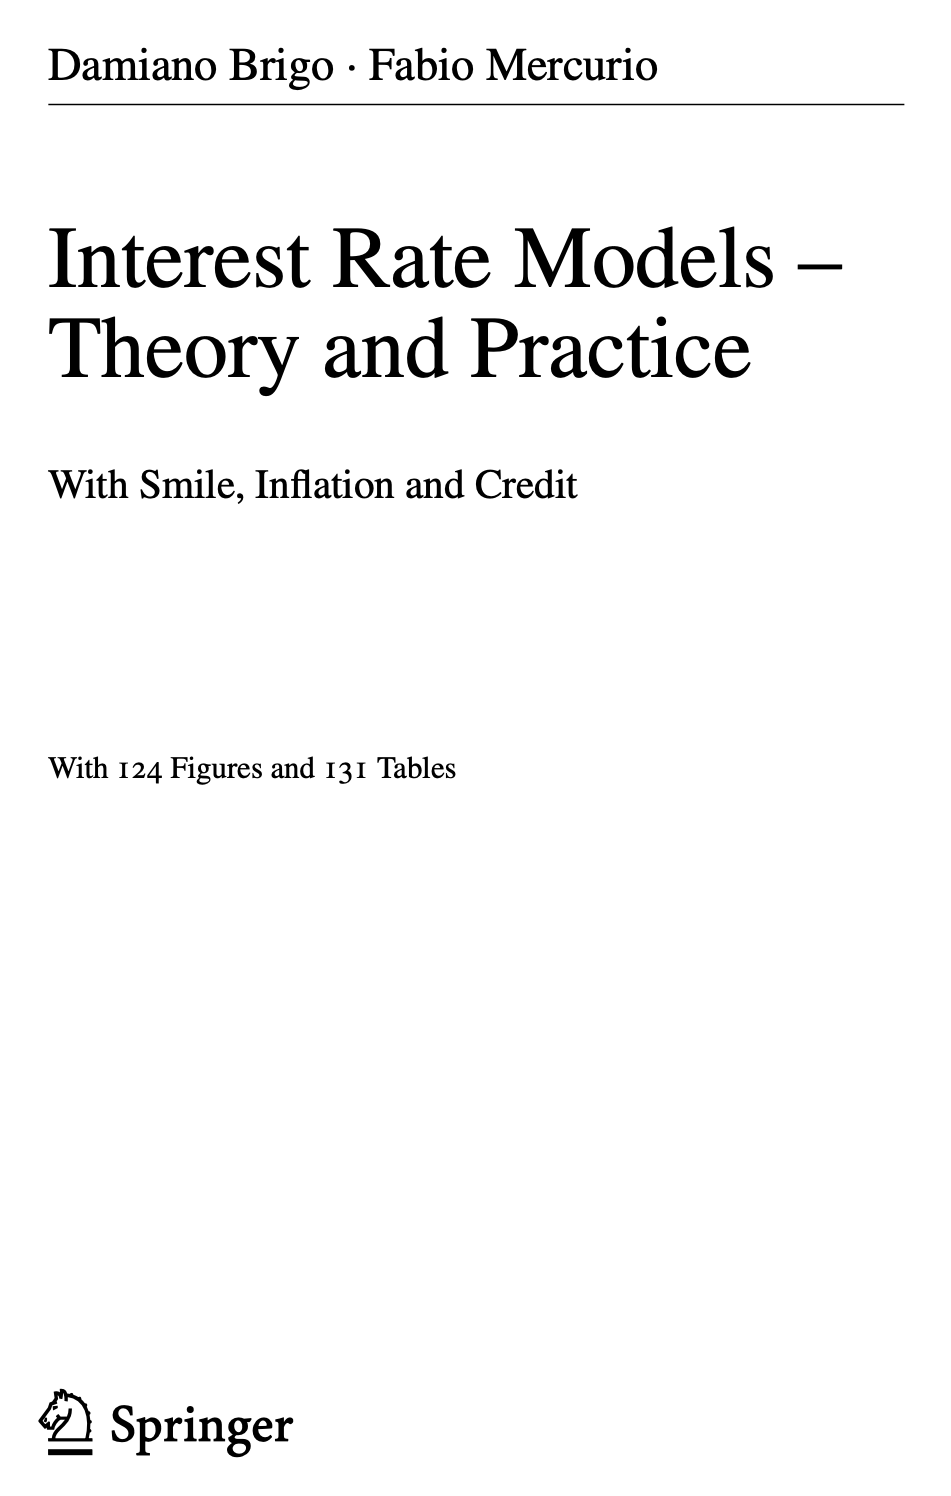 Damiano Brigo · Fabio Mercurio
Interest Rate Models –
Theory and Practice
With Smile, Inflation and Credit
With 124 Figures and 131 Tables
Springer